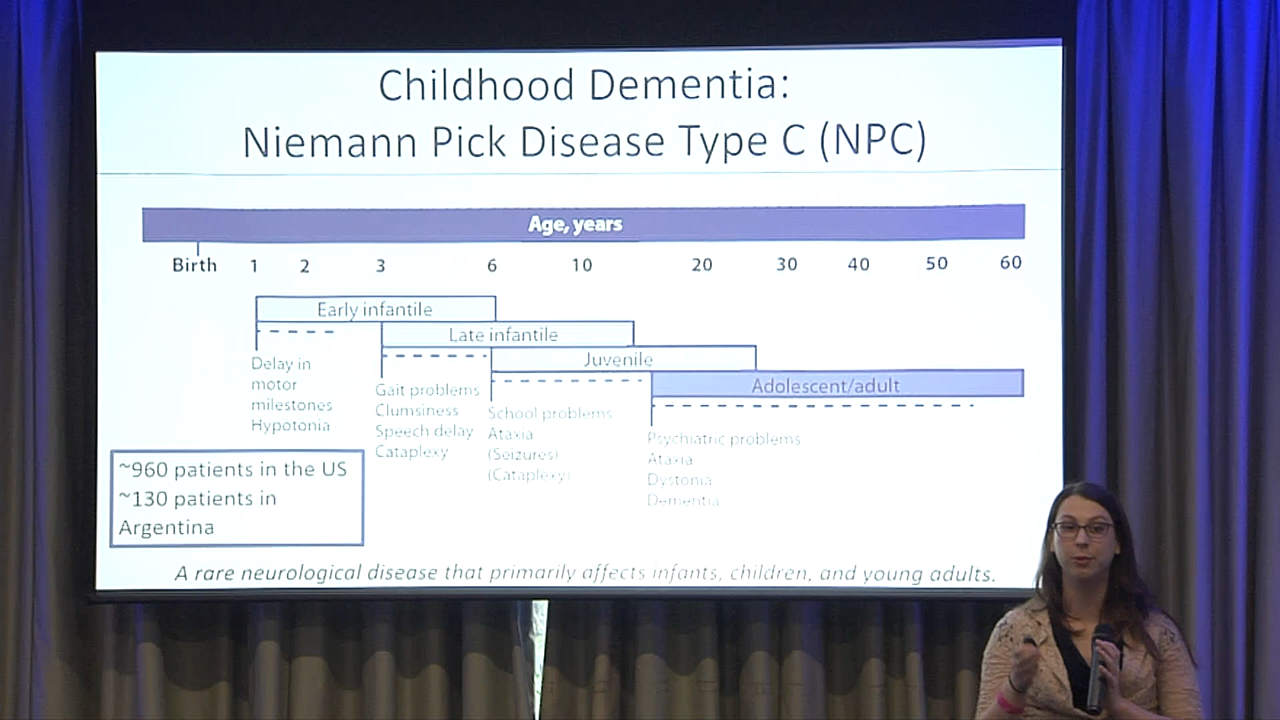 Childhood Dementia:
Niemann Pick Disease Type C (NPC)
Age, years
Birth 1 2 3 6 10 20 30 40 50 60
Early infantile
Late infantile
Juvenile
Adolescent/adult
Delay in
motor
milestones
Hypotonia
Gait problems
Clumsiness
Speech delay
Cataplexy
School problems
Ataxia
(Seizures)
(Cataplexy)
Psychiatric problems
Ataxia
Dystonia
Dementia
~960 patients in the US
~130 patients in
Argentina
A rare neurological disease that primarily affects infants, children, and young adults.